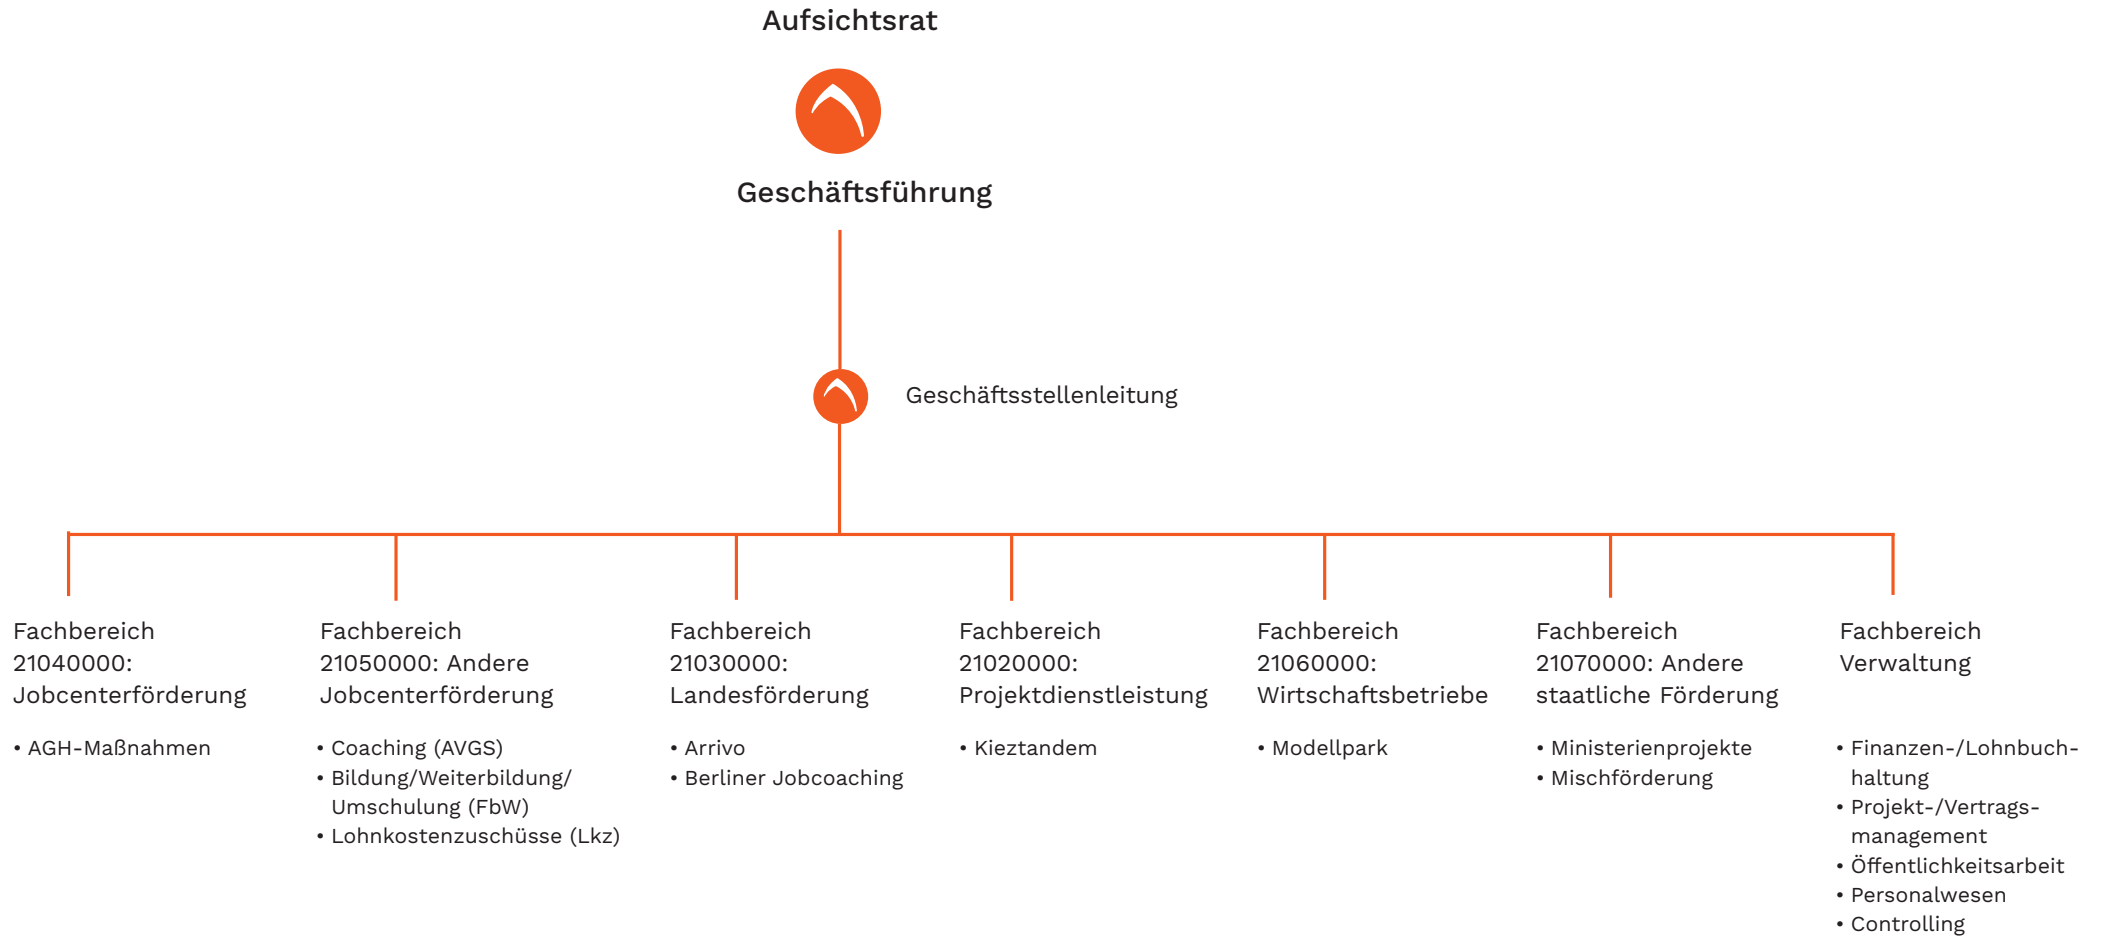 Aufsichtsrat
Geschäftsführung
Geschäftsstellenleitung
Fachbereich
21040000:
Jobcenterförderung
• AGH-Maßnahmen
Fachbereich
21050000: Andere
Jobcenterförderung
• Coaching (AVGS)
• Bildung/Weiterbildung/
Umschulung (FbW)
• Lohnkostenzuschüsse (Lkz)
Fachbereich
21030000:
Landesförderung
• Arrivo
• Berliner Jobcoaching
Fachbereich
21020000:
Projektdienstleistung
• Kieztandem
Fachbereich
21060000:
Wirtschaftsbetriebe
• Modellpark
Fachbereich
21070000: Andere
staatliche Förderung
• Ministerienprojekte
• Mischförderung
Fachbereich
Verwaltung
• Finanzen-/Lohnbuch-
haltung
• Projekt-/Vertrags-
management
• Öffentlichkeitsarbeit
• Personalwesen
• Controlling